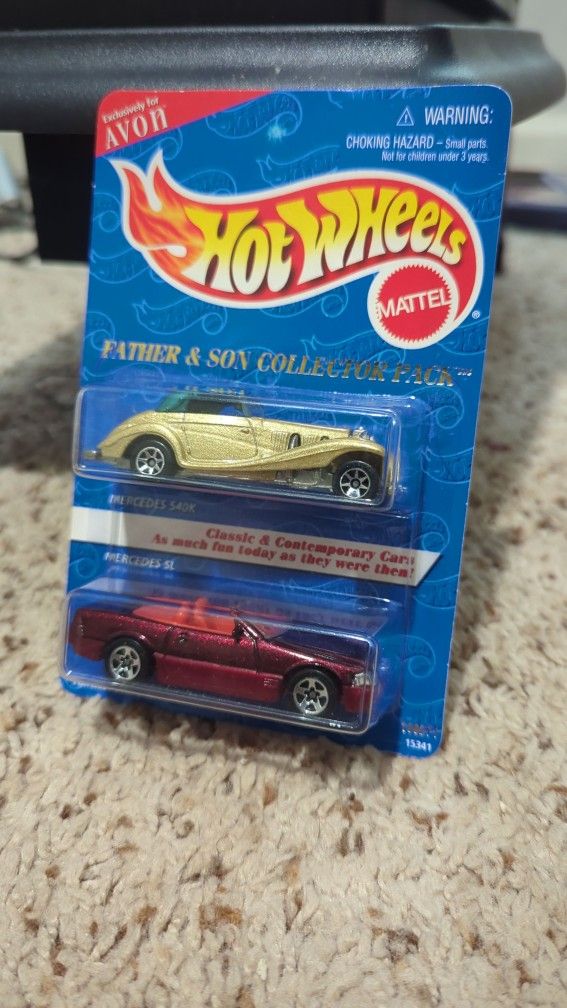 Exclusively for
AVON
⚠ WARNING:
CHOKING HAZARD – Small parts.
Not for children under 3 years.
HOT WHEELS
MATTEL
®
FATHER & SON COLLECTOR PACK™
MERCEDES 540K
Classic & Contemporary Cars
As much fun today as they were then!
MERCEDES SL
15341